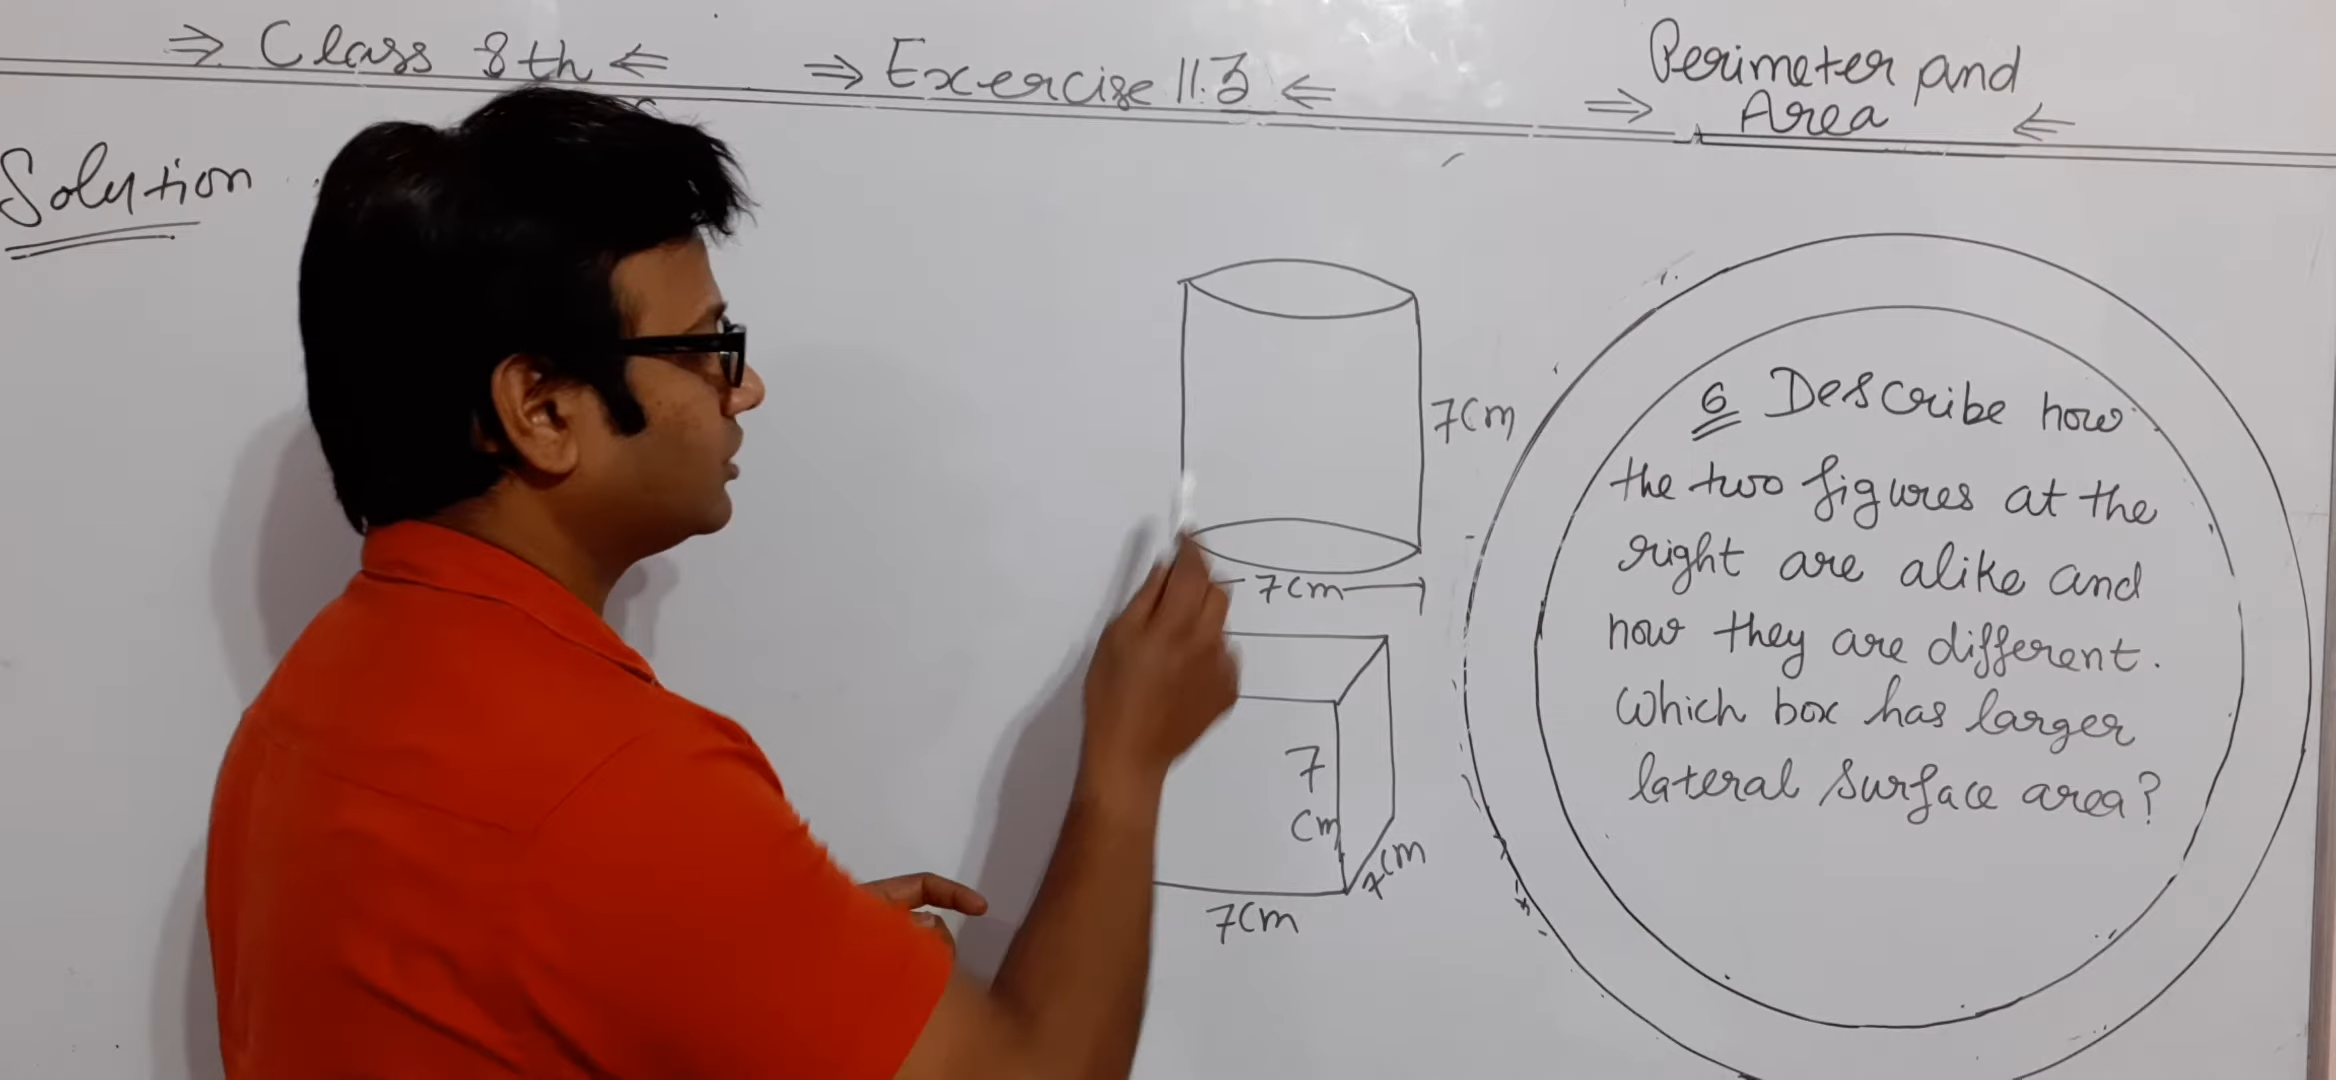 ⇒ Class 8th ⇐
⇒ Exercise 11.3 ⇐
Perimeter and
⇒ Area ⇐
Solution
7cm
7cm
7
cm
7cm
7cm
6 Describe how
the two figures at the
right are alike and
how they are different.
Which box has larger
lateral surface area?